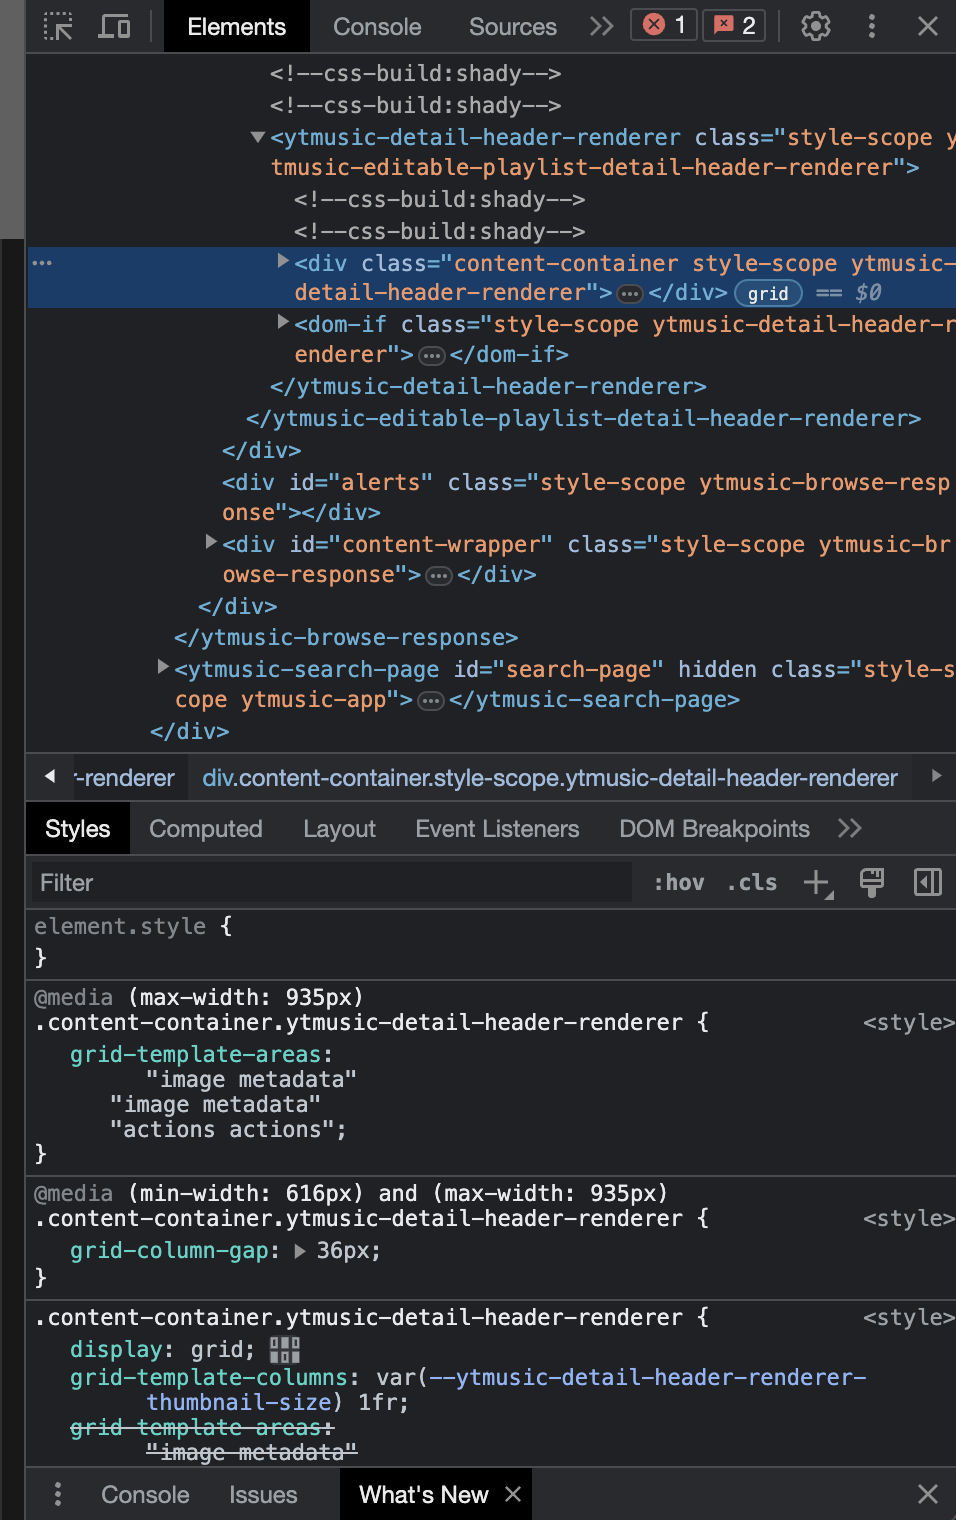 Elements Console Sources 1 2
<!--css-build:shady-->
<!--css-build:shady-->
<ytmusic-detail-header-renderer class="style-scope y
tmusic-editable-playlist-detail-header-renderer">
<!--css-build:shady-->
<!--css-build:shady-->
<div class="content-container style-scope ytmusic-
detail-header-renderer">…</div> grid == $0
<dom-if class="style-scope ytmusic-detail-header-r
enderer">…</dom-if>
</ytmusic-detail-header-renderer>
</ytmusic-editable-playlist-detail-header-renderer>
</div>
<div id="alerts" class="style-scope ytmusic-browse-resp
onse"></div>
<div id="content-wrapper" class="style-scope ytmusic-br
owse-response">…</div>
</div>
</ytmusic-browse-response>
<ytmusic-search-page id="search-page" hidden class="style-s
cope ytmusic-app">…</ytmusic-search-page>
</div>
r-renderer div.content-container.style-scope.ytmusic-detail-header-renderer
Styles Computed Layout Event Listeners DOM Breakpoints
Filter :hov .cls
element.style {
}
@media (max-width: 935px)
.content-container.ytmusic-detail-header-renderer { <style>
grid-template-areas:
"image metadata"
"image metadata"
"actions actions";
}
@media (min-width: 616px) and (max-width: 935px)
.content-container.ytmusic-detail-header-renderer { <style>
grid-column-gap: 36px;
}
.content-container.ytmusic-detail-header-renderer { <style>
display: grid;
grid-template-columns: var(--ytmusic-detail-header-renderer-
thumbnail-size) 1fr;
grid-template-areas:
"image metadata"
Console Issues What's New